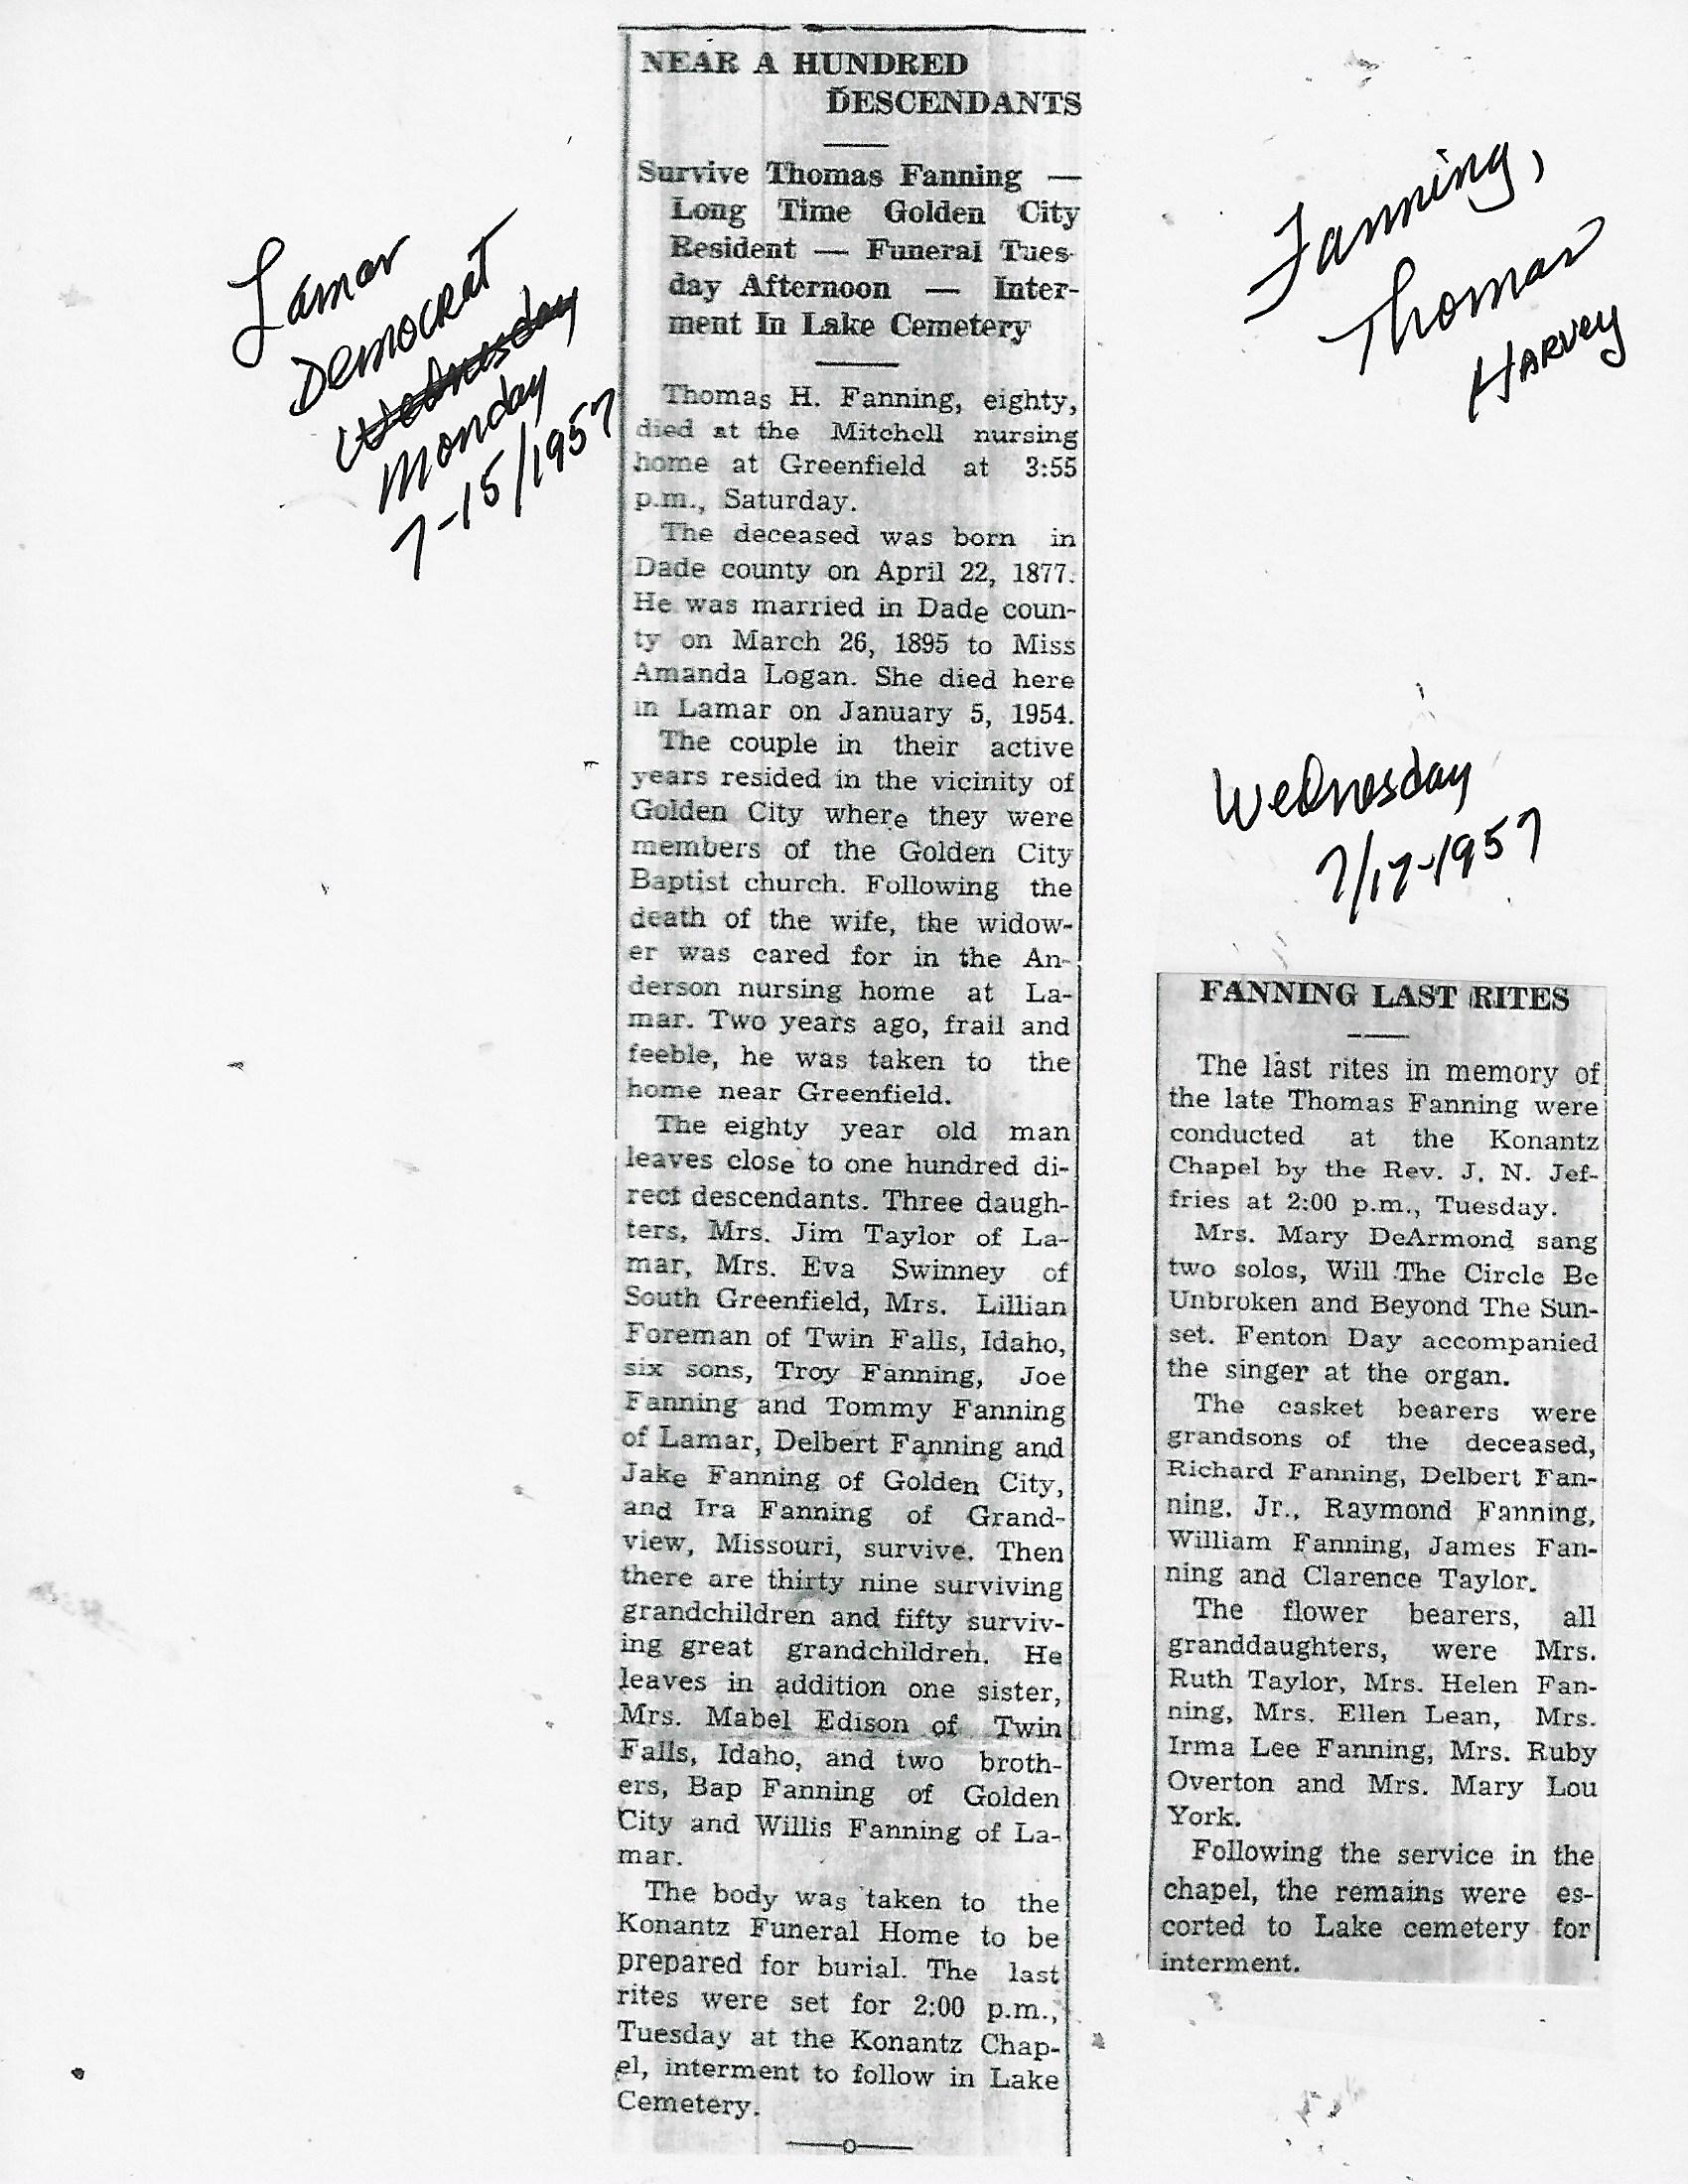 Lamar
Democrat
Wednesday
Monday
7-15/1957
NEAR A HUNDRED
DESCENDANTS
Survive Thomas Fanning —
Long Time Golden City
Resident — Funeral Tues-
day Afternoon — Inter-
ment In Lake Cemetery
Thomas H. Fanning, eighty,
died at the Mitchell nursing
home at Greenfield at 3:55
p.m., Saturday.
The deceased was born in
Dade county on April 22, 1877.
He was married in Dade coun-
ty on March 26, 1895 to Miss
Amanda Logan. She died here
in Lamar on January 5, 1954.
The couple in their active
years resided in the vicinity of
Golden City where they were
members of the Golden City
Baptist church. Following the
death of the wife, the widow-
er was cared for in the An-
derson nursing home at La-
mar. Two years ago, frail and
feeble, he was taken to the
home near Greenfield.
The eighty year old man
leaves close to one hundred di-
rect descendants. Three daugh-
ters, Mrs. Jim Taylor of La-
mar, Mrs. Eva Swinney of
South Greenfield, Mrs. Lillian
Foreman of Twin Falls, Idaho,
six sons, Troy Fanning, Joe
Fanning and Tommy Fanning
of Lamar, Delbert Fanning and
Jake Fanning of Golden City,
and Ira Fanning of Grand-
view, Missouri, survive. Then
there are thirty nine surviving
grandchildren and fifty surviv-
ing great grandchildren. He
leaves in addition one sister,
Mrs. Mabel Edison of Twin
Falls, Idaho, and two broth-
ers, Bap Fanning of Golden
City and Willis Fanning of La-
mar.
The body was taken to the
Konantz Funeral Home to be
prepared for burial. The last
rites were set for 2:00 p.m.,
Tuesday at the Konantz Chap-
el, interment to follow in Lake
Cemetery.
Fanning,
Thomas
Harvey
Wednesday
7/17-1957
FANNING LAST RITES
The last rites in memory of
the late Thomas Fanning were
conducted at the Konantz
Chapel by the Rev. J. N. Jef-
fries at 2:00 p.m., Tuesday.
Mrs. Mary DeArmond sang
two solos, Will The Circle Be
Unbroken and Beyond The Sun-
set. Fenton Day accompanied
the singer at the organ.
The casket bearers were
grandsons of the deceased,
Richard Fanning, Delbert Fan-
ning, Jr., Raymond Fanning,
William Fanning, James Fan-
ning and Clarence Taylor.
The flower bearers, all
granddaughters, were Mrs.
Ruth Taylor, Mrs. Helen Fan-
ning, Mrs. Ellen Lean, Mrs.
Irma Lee Fanning, Mrs. Ruby
Overton and Mrs. Mary Lou
York.
Following the service in the
chapel, the remains were es-
corted to Lake cemetery for
interment.